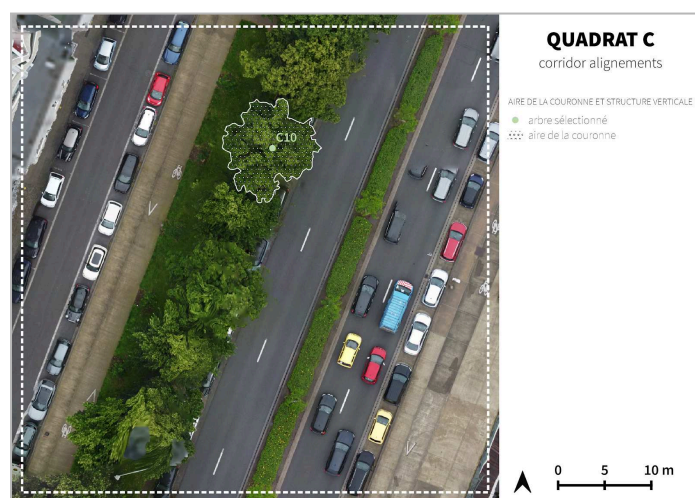 QUADRAT C
corridor alignements
AIRE DE LA COURONNE ET STRUCTURE VERTICALE
arbre sélectionné
aire de la couronne
C10
0 5 10 m